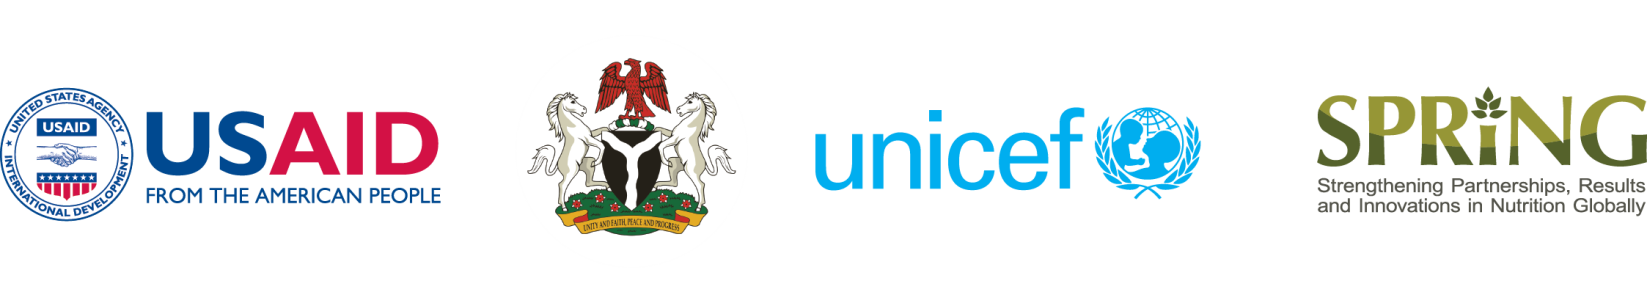 UNITED STATES AGENCY
USAID
INTERNATIONAL DEVELOPMENT
USAID
FROM THE AMERICAN PEOPLE
UNITY AND FAITH, PEACE AND PROGRESS
unicef
SPRING
Strengthening Partnerships, Results
and Innovations in Nutrition Globally